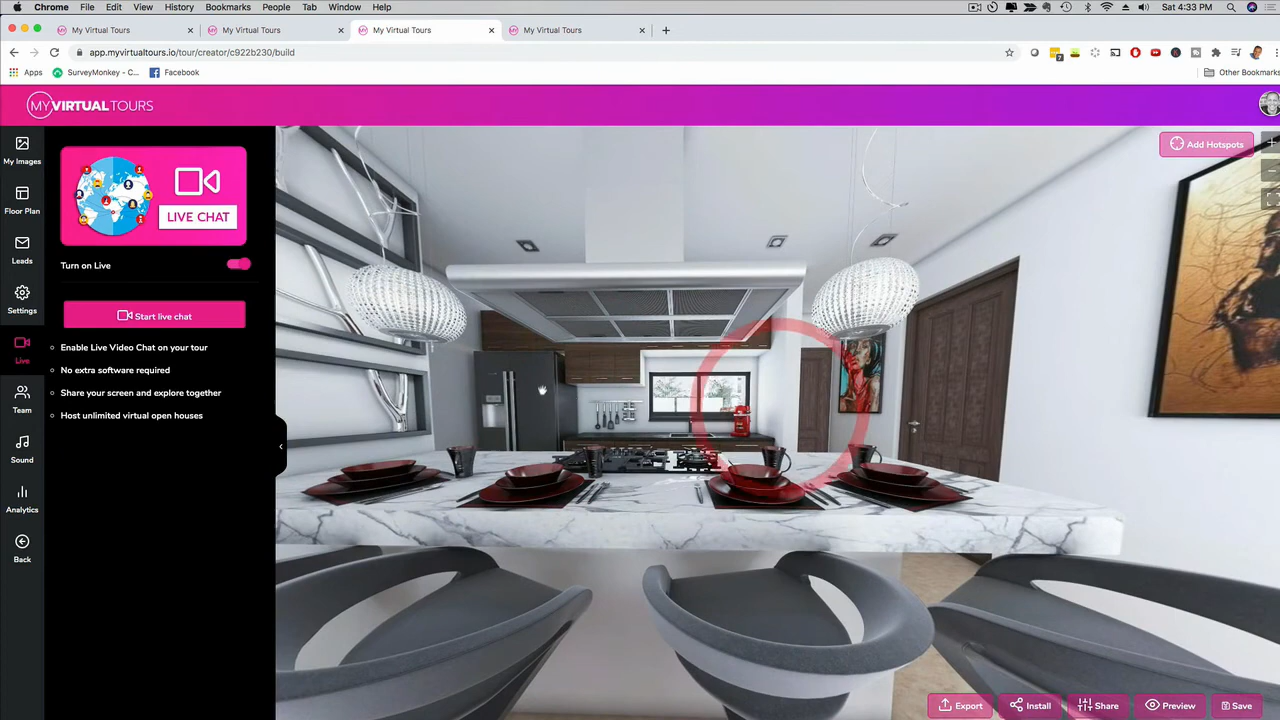 Chrome File Edit View History Bookmarks People Tab Window Help Sat 4:33 PM
My Virtual Tours My Virtual Tours My Virtual Tours My Virtual Tours
app.myvirtualtours.io/tour/creator/c922b230/build
Apps SurveyMonkey - C... Facebook Other Bookmarks
MYVIRTUALTOURS
My Images
Floor Plan
Leads
Settings
Live
Team
Sound
Analytics
Back
LIVE CHAT
Turn on Live
Start live chat
Enable Live Video Chat on your tour
No extra software required
Share your screen and explore together
Host unlimited virtual open houses
Add Hotspots
Export Install Share Preview Save